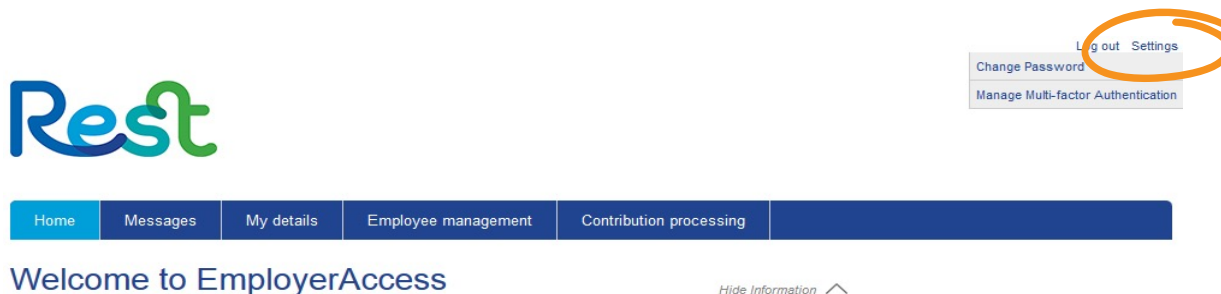 Log out Settings
Change Password
Manage Multi-factor Authentication
Rest
Home Messages My details Employee management Contribution processing
Welcome to EmployerAccess
Hide Information